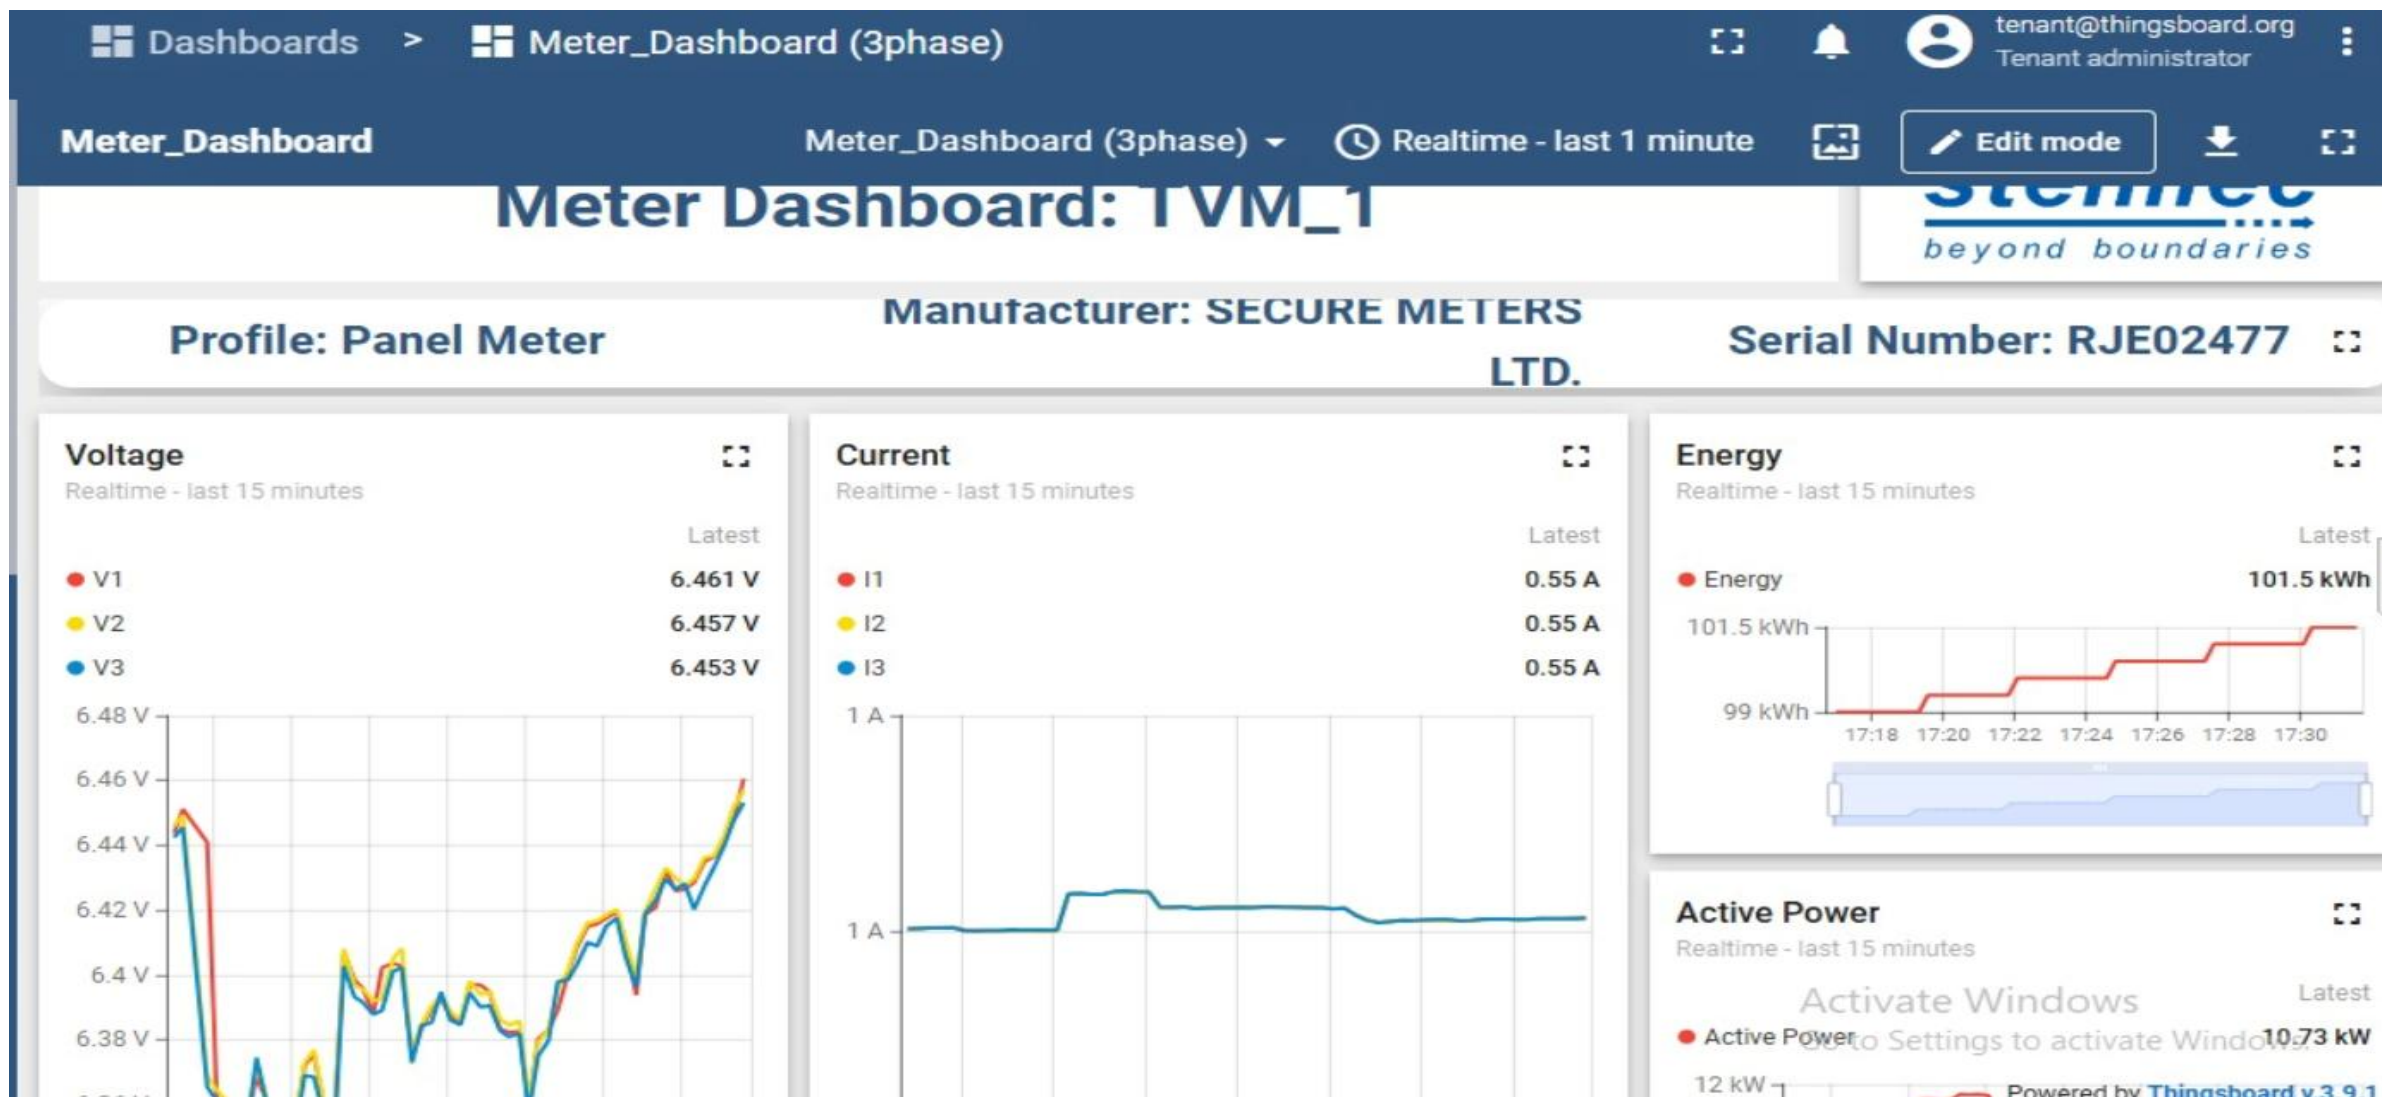 Dashboards > Meter_Dashboard (3phase)
tenant@thingsboard.org
Tenant administrator
Meter_Dashboard
Meter_Dashboard (3phase)
Realtime - last 1 minute
Edit mode
Meter Dashboard: TVM_1
beyond boundaries
Profile: Panel Meter
Manufacturer: SECURE METERS
LTD.
Serial Number: RJE02477
Voltage
Realtime - last 15 minutes
Latest
V1 6.461 V
V2 6.457 V
V3 6.453 V
6.48 V
6.46 V
6.44 V
6.42 V
6.4 V
6.38 V
Current
Realtime - last 15 minutes
Latest
I1 0.55 A
I2 0.55 A
I3 0.55 A
1 A
1 A
Energy
Realtime - last 15 minutes
Latest
Energy 101.5 kWh
101.5 kWh
99 kWh
17:18 17:20 17:22 17:24 17:26 17:28 17:30
Active Power
Realtime - last 15 minutes
Latest
Active Power 10.73 kW
12 kW
Activate Windows
Go to Settings to activate Windows.
Powered by Thingsboard v.3.9.1